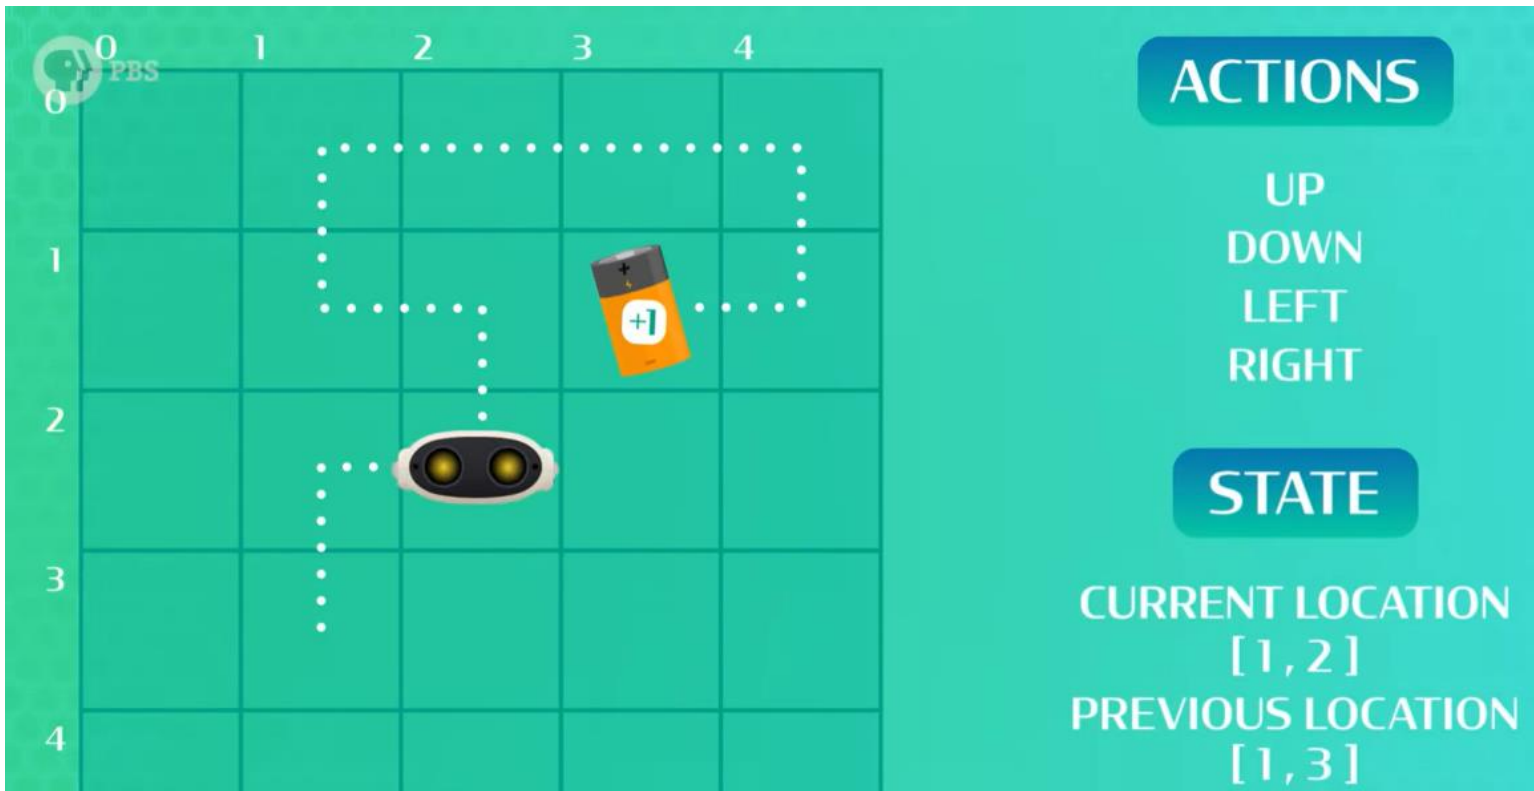 0 1 2 3 4
PBS
0
1
2
3
4
+
+1
ACTIONS
UP
DOWN
LEFT
RIGHT
STATE
CURRENT LOCATION
[1,2]
PREVIOUS LOCATION
[1,3]